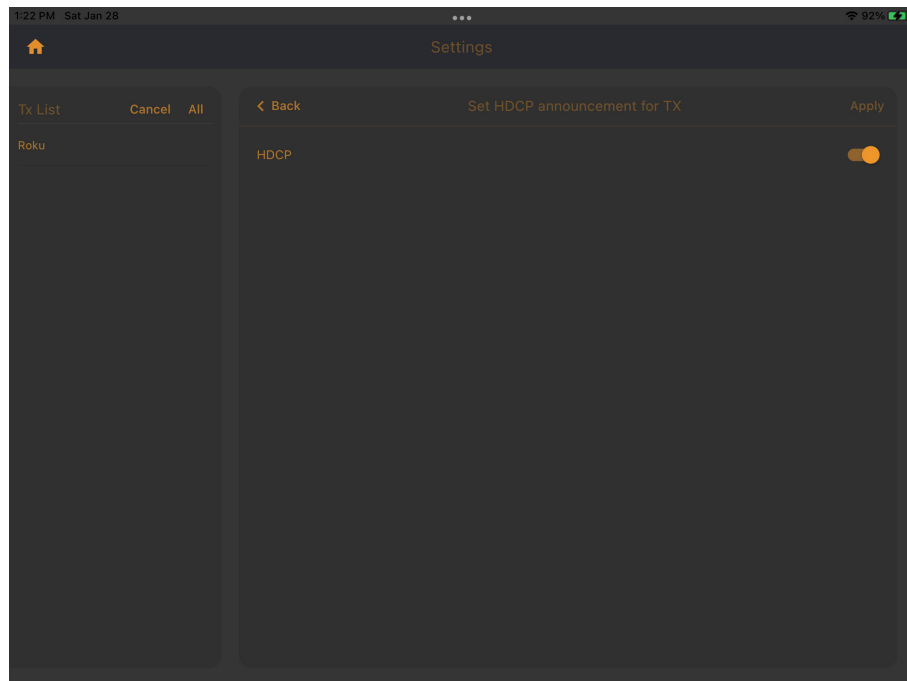 1:22 PM Sat Jan 28
92%
Settings
Tx List Cancel All
Roku
Back Set HDCP announcement for TX Apply
HDCP